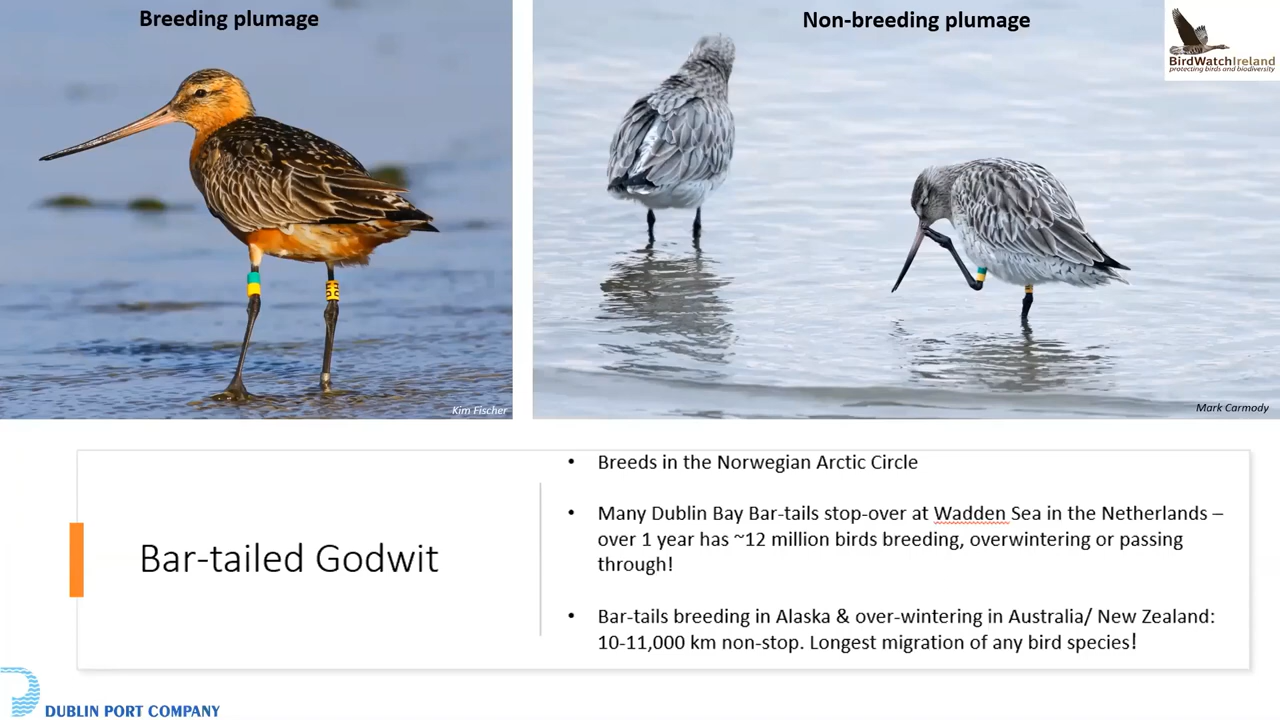 Breeding plumage
Non-breeding plumage
BirdWatchIreland
protecting birds and biodiversity
Kim Fischer
Mark Carmody
Bar-tailed Godwit
• Breeds in the Norwegian Arctic Circle
• Many Dublin Bay Bar-tails stop-over at Wadden Sea in the Netherlands –
over 1 year has ~12 million birds breeding, overwintering or passing
through!
• Bar-tails breeding in Alaska & over-wintering in Australia/ New Zealand:
10-11,000 km non-stop. Longest migration of any bird species!
DUBLIN PORT COMPANY